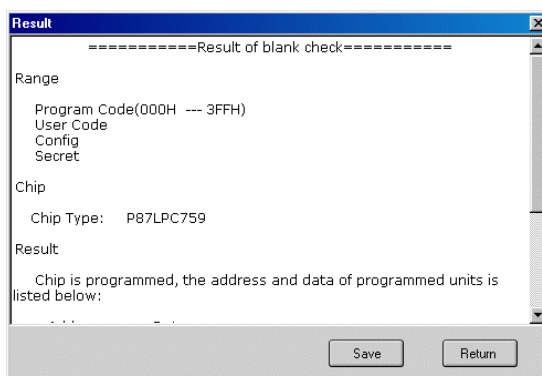 Result
===========Result of blank check===========
Range
Program Code(000H --- 3FFH)
User Code
Config
Secret
Chip
Chip Type: P87LPC759
Result
Chip is programmed, the address and data of programmed units is
listed below:
Save
Return